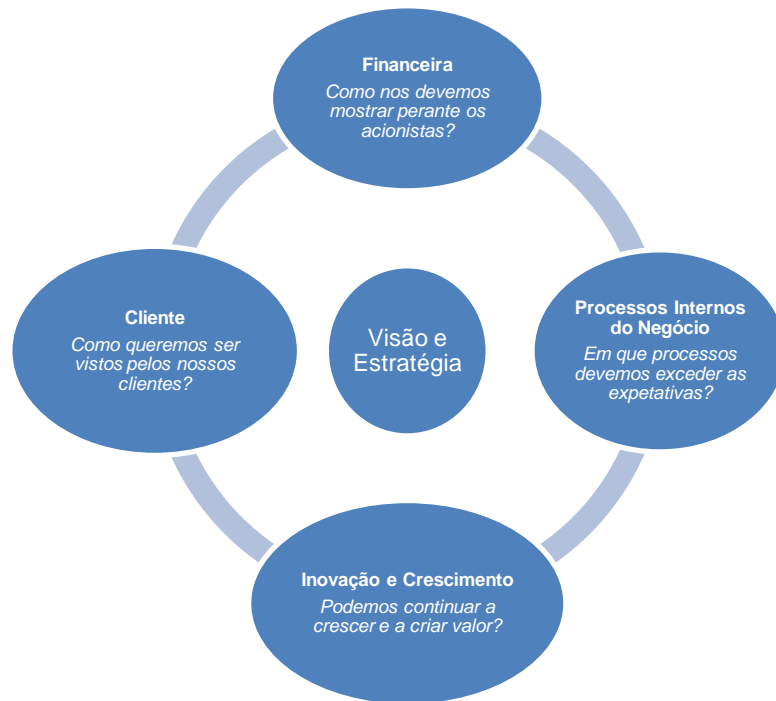 Financeira
Como nos devemos
mostrar perante os
acionistas?
Cliente
Como queremos ser
vistos pelos nossos
clientes?
Visão e
Estratégia
Processos Internos
do Negócio
Em que processos
devemos exceder as
expetativas?
Inovação e Crescimento
Podemos continuar a
crescer e a criar valor?